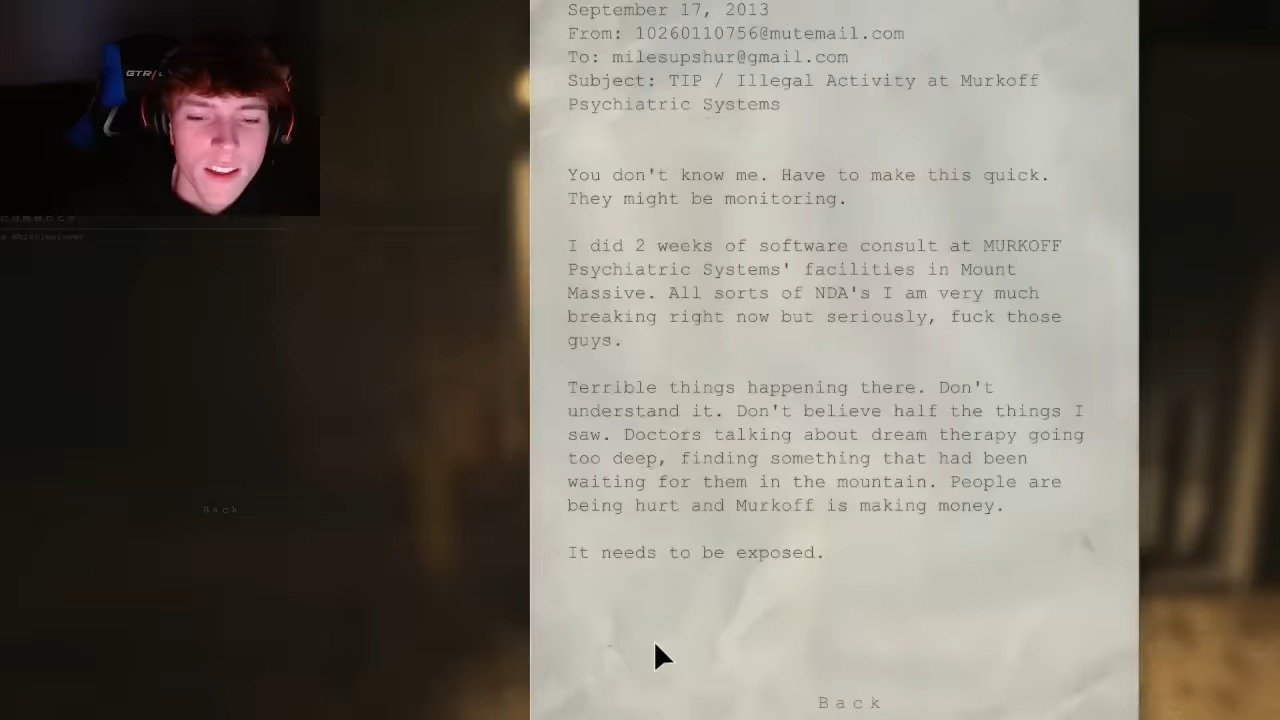 September 17, 2013
From: 10260110756@mutemail.com
To: milesupshur@gmail.com
Subject: TIP / Illegal Activity at Murkoff
Psychiatric Systems
You don't know me. Have to make this quick.
They might be monitoring.
I did 2 weeks of software consult at MURKOFF
Psychiatric Systems' facilities in Mount
Massive. All sorts of NDA's I am very much
breaking right now but seriously, fuck those
guys.
Terrible things happening there. Don't
understand it. Don't believe half the things I
saw. Doctors talking about dream therapy going
too deep, finding something that had been
waiting for them in the mountain. People are
being hurt and Murkoff is making money.
It needs to be exposed.
Back
Back